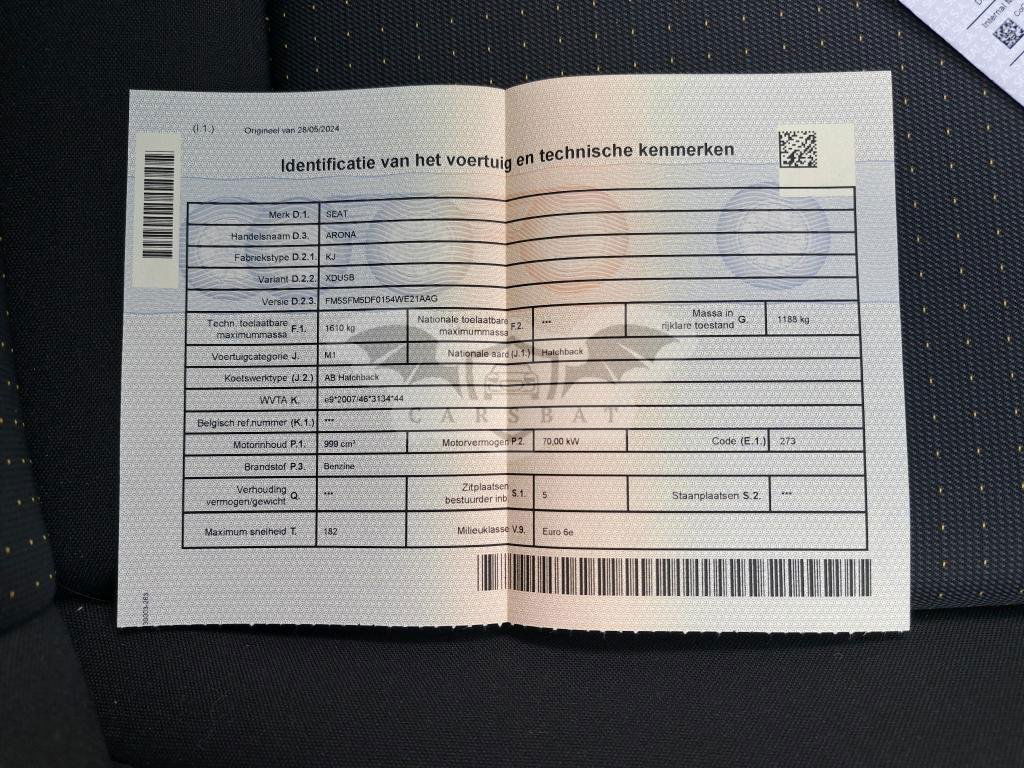 (I.1.) Origineel van 28/05/2024
Identificatie van het voertuig en technische kenmerken
Merk D.1. SEAT
Handelsnaam D.3. ARONA
Fabriekstype D.2.1. KJ
Variant D.2.2. XDUSB
Versie D.2.3. FM5SFM5DF0154WE21AAG
Techn. toelaatbare maximummassa F.1. 1610 kg Nationale toelaatbare maximummassa F.2. *** Massa in rijklare toestand G. 1188 kg
Voertuigcategorie J. M1 Nationale aard (J.1.) Hatchback
Koetswerktype (J.2.) AB Hatchback
WVTA K. e9*2007/46*3134*44
Belgisch ref.nummer (K.1.) ***
Motorinhoud P.1. 999 cm³ Motorvermogen P.2. 70,00 kW Code (E.1.) 273
Brandstof P.3. Benzine
Verhouding vermogen/gewicht Q. *** Zitplaatsen bestuurder inb S.1. 5 Staanplaatsen S.2. ***
Maximum snelheid T. 182 Milieuklasse V.9. Euro 6e
CARSBAT
Internal